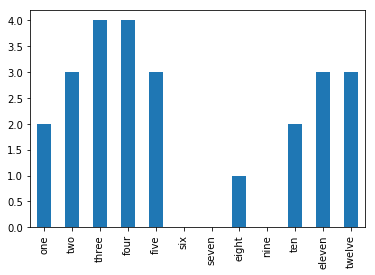 4.0
3.5
3.0
2.5
2.0
1.5
1.0
0.5
0.0
one
two
three
four
five
six
seven
eight
nine
ten
eleven
twelve